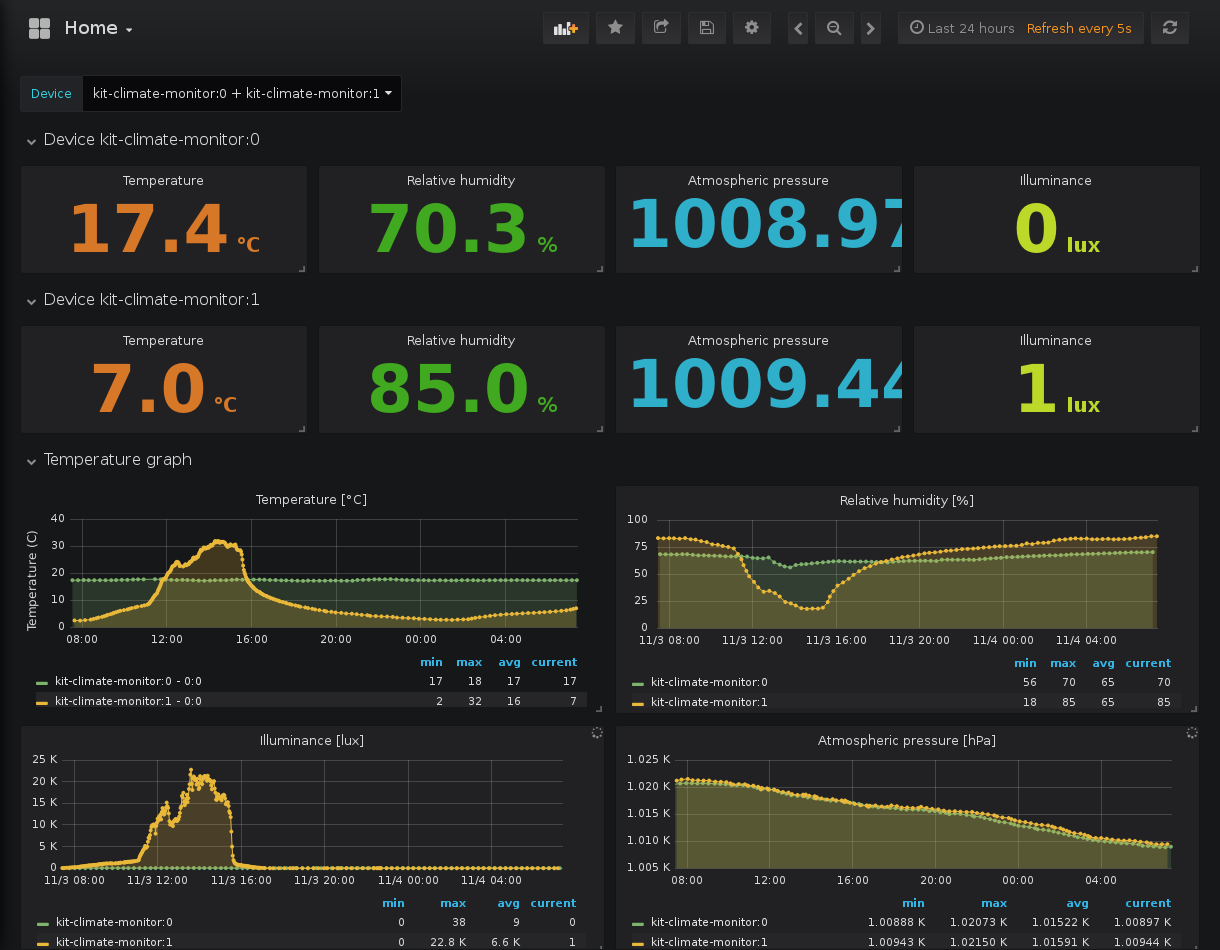 Home
Last 24 hours Refresh every 5s
Device kit-climate-monitor:0 + kit-climate-monitor:1
Device kit-climate-monitor:0
Temperature Relative humidity Atmospheric pressure Illuminance
17.4 °C 70.3 % 1008.97 0 lux
Device kit-climate-monitor:1
Temperature Relative humidity Atmospheric pressure Illuminance
7.0 °C 85.0 % 1009.44 1 lux
Temperature graph
Temperature [°C]
Temperature (C)
40
30
20
10
0
08:00 12:00 16:00 20:00 00:00 04:00
min max avg current
kit-climate-monitor:0 - 0:0 17 18 17 17
kit-climate-monitor:1 - 0:0 2 32 16 7
Relative humidity [%]
100
75
50
25
0
11/3 08:00 11/3 12:00 11/3 16:00 11/3 20:00 11/4 00:00 11/4 04:00
min max avg current
kit-climate-monitor:0 56 70 65 70
kit-climate-monitor:1 18 85 65 85
Illuminance [lux]
25 K
20 K
15 K
10 K
5 K
0
11/3 08:00 11/3 12:00 11/3 16:00 11/3 20:00 11/4 00:00 11/4 04:00
min max avg current
kit-climate-monitor:0 0 38 9 0
kit-climate-monitor:1 0 22.8 K 6.6 K 1
Atmospheric pressure [hPa]
1.025 K
1.020 K
1.015 K
1.010 K
1.005 K
08:00 12:00 16:00 20:00 00:00 04:00
min max avg current
kit-climate-monitor:0 1.00888 K 1.02073 K 1.01522 K 1.00897 K
kit-climate-monitor:1 1.00943 K 1.02150 K 1.01591 K 1.00944 K